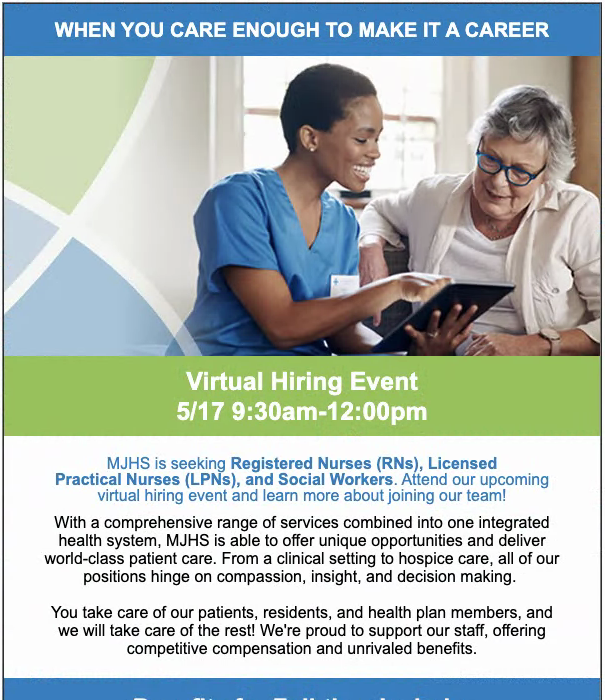 WHEN YOU CARE ENOUGH TO MAKE IT A CAREER
Virtual Hiring Event
5/17 9:30am-12:00pm
MJHS is seeking Registered Nurses (RNs), Licensed
Practical Nurses (LPNs), and Social Workers. Attend our upcoming
virtual hiring event and learn more about joining our team!
With a comprehensive range of services combined into one integrated
health system, MJHS is able to offer unique opportunities and deliver
world-class patient care. From a clinical setting to hospice care, all of our
positions hinge on compassion, insight, and decision making.
You take care of our patients, residents, and health plan members, and
we will take care of the rest! We're proud to support our staff, offering
competitive compensation and unrivaled benefits.